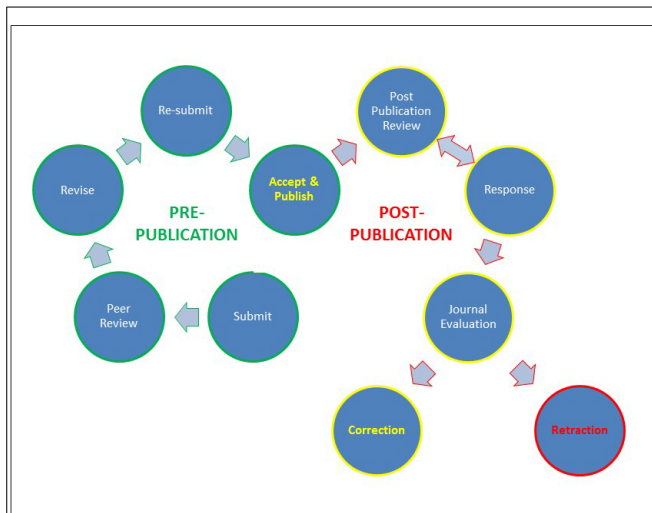 Re-submit
Post
Publication
Review
Revise
Accept &
Publish
Response
PRE-
PUBLICATION
POST-
PUBLICATION
Peer
Review
Submit
Journal
Evaluation
Correction
Retraction